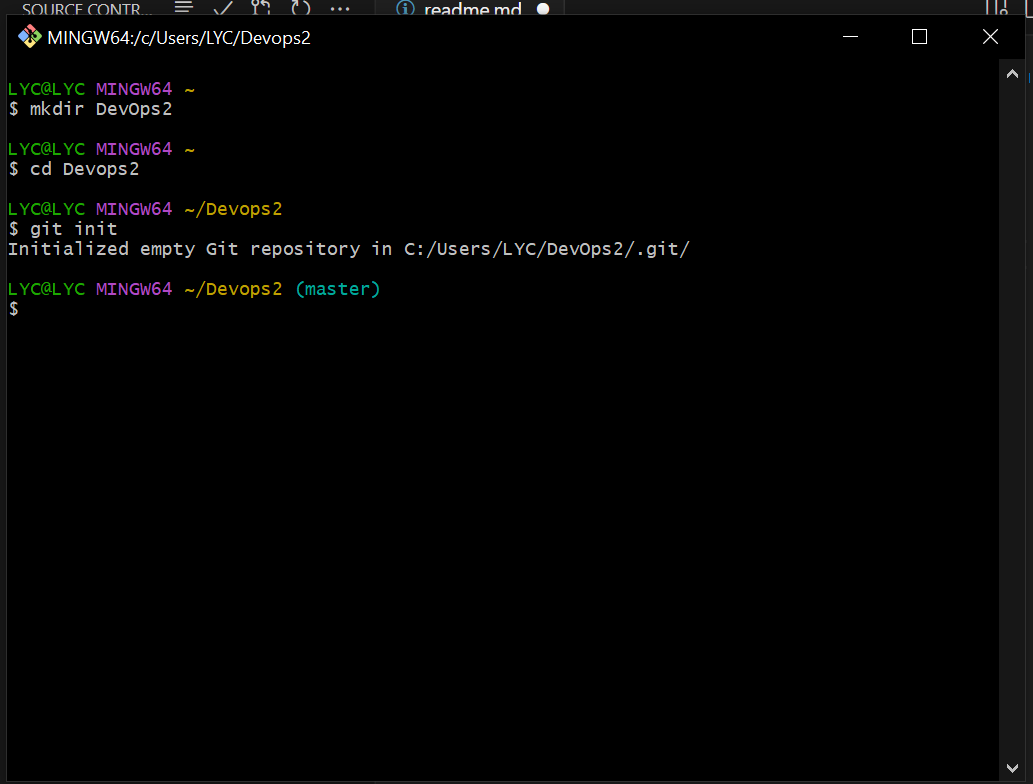 SOURCE CONTR...
readme.md
MINGW64:/c/Users/LYC/Devops2
LYC@LYC MINGW64 ~
$ mkdir DevOps2
LYC@LYC MINGW64 ~
$ cd Devops2
LYC@LYC MINGW64 ~/Devops2
$ git init
Initialized empty Git repository in C:/Users/LYC/DevOps2/.git/
LYC@LYC MINGW64 ~/Devops2 (master)
$